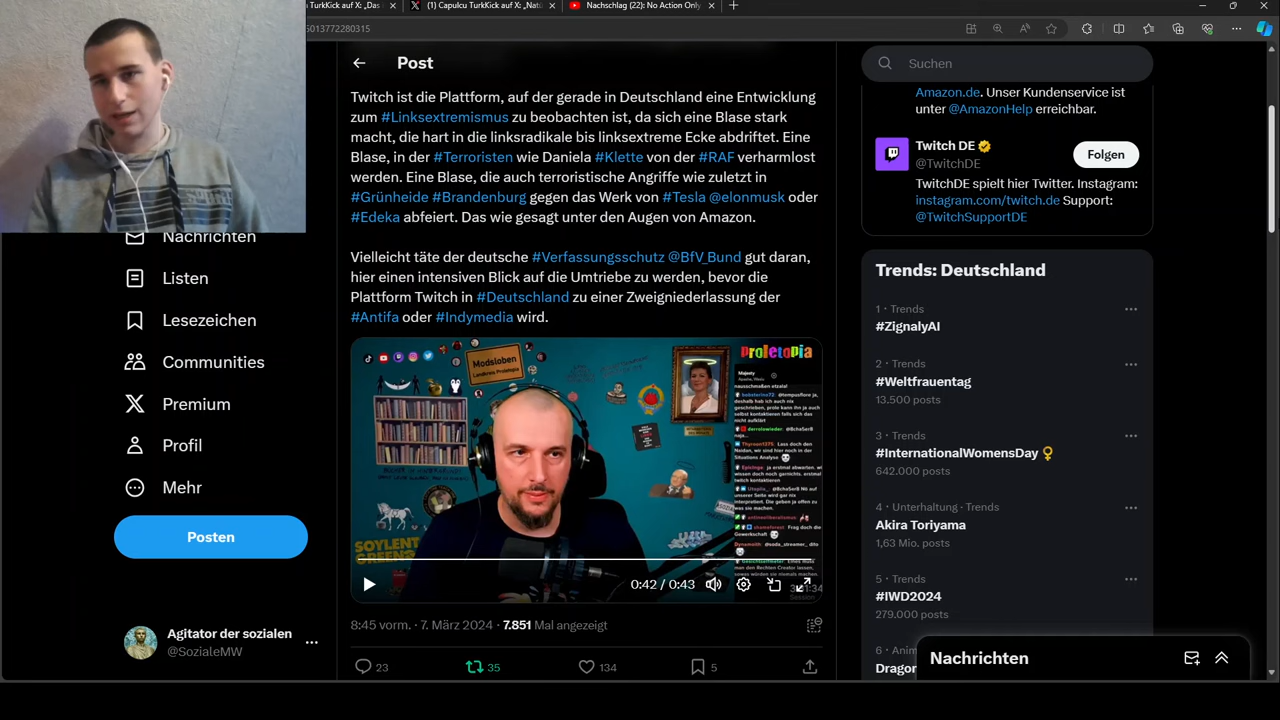 TurkKick auf X: „Das
(1) Capulcu TurkKick auf X: „Natü
Nachschlag (22): No Action Only
5013772280315
Post
Suchen
Twitch ist die Plattform, auf der gerade in Deutschland eine Entwicklung
zum #Linksextremismus zu beobachten ist, da sich eine Blase stark
macht, die hart in die linksradikale bis linksextreme Ecke abdriftet. Eine
Blase, in der #Terroristen wie Daniela #Klette von der #RAF verharmlost
werden. Eine Blase, die auch terroristische Angriffe wie zuletzt in
#Grünheide #Brandenburg gegen das Werk von #Tesla @elonmusk oder
#Edeka abfeiert. Das wie gesagt unter den Augen von Amazon.
Vielleicht täte der deutsche #Verfassungsschutz @BfV_Bund gut daran,
hier einen intensiven Blick auf die Umtriebe zu werden, bevor die
Plattform Twitch in #Deutschland zu einer Zweigniederlassung der
#Antifa oder #Indymedia wird.
Modsloben
Landkreis Proletopia
proletopia
Majesty
SOYLENT
GREEN
0:42 / 0:43
8:45 vorm. · 7. März 2024 · 7.851 Mal angezeigt
23
35
134
5
Nachrichten
Listen
Lesezeichen
Communities
Premium
Profil
Mehr
Posten
Agitator der sozialen
@SozialeMW
Amazon.de. Unser Kundenservice ist
unter @AmazonHelp erreichbar.
Twitch DE
@TwitchDE
Folgen
TwitchDE spielt hier Twitter. Instagram:
instagram.com/twitch.de Support:
@TwitchSupportDE
Trends: Deutschland
1 · Trends
#ZignalyAI
2 · Trends
#Weltfrauentag
13.500 posts
3 · Trends
#InternationalWomensDay
642.000 posts
4 · Unterhaltung · Trends
Akira Toriyama
1,63 Mio. posts
5 · Trends
#IWD2024
279.000 posts
Nachrichten